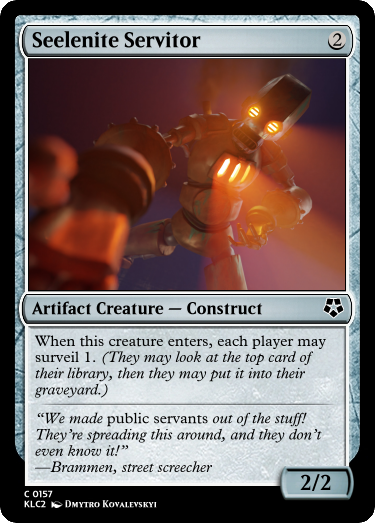 Seelenite Servitor 2
Artifact Creature — Construct
When this creature enters, each player may
surveil 1. (They may look at the top card of
their library, then they may put it into their
graveyard.)
“We made public servants out of the stuff!
They’re spreading this around, and they don’t
even know it!”
—Brammen, street screecher
2/2
C 0157
KLC2 Dmytro Kovalevskyi